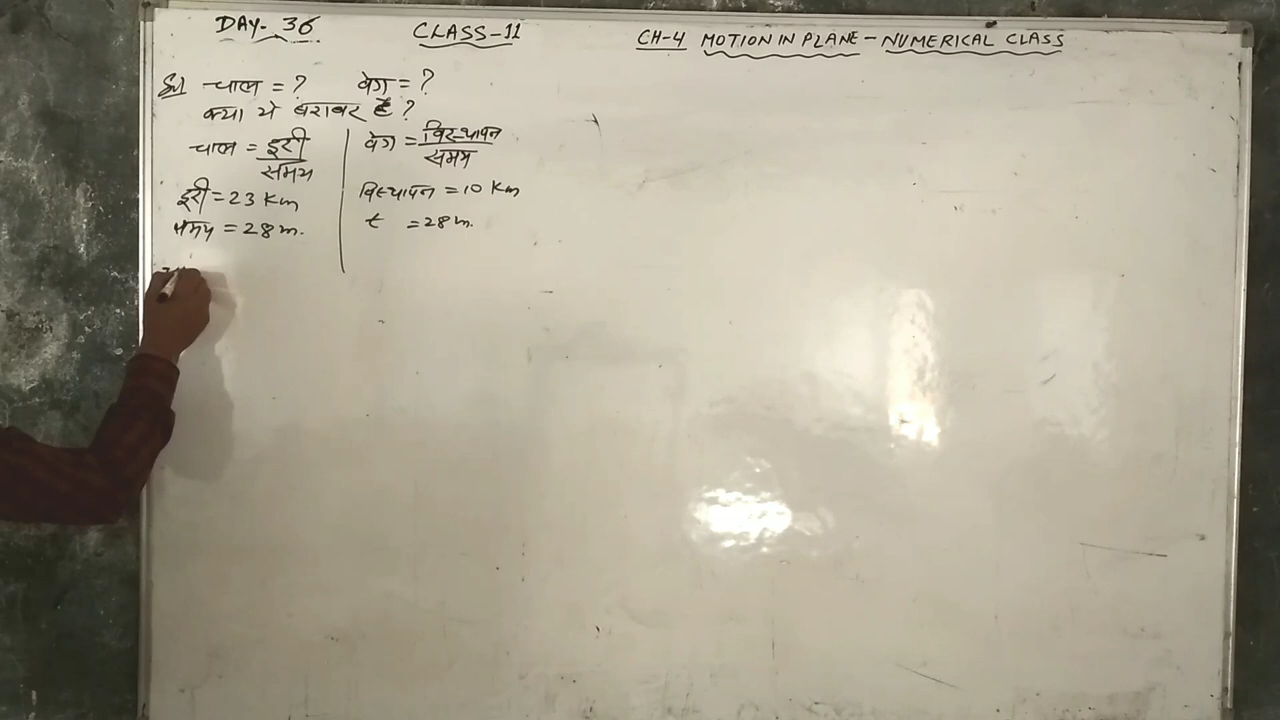 DAY- 36
CLASS-11
CH-4 MOTION IN PLANE - NUMERICAL CLASS
चाल = ? वेग = ?
क्या ये बराबर है ?
चाल = दूरी / समय
दूरी = 23 Km
समय = 28 m.
वेग = विस्थापन / समय
विस्थापन = 10 Km
t = 28 m.